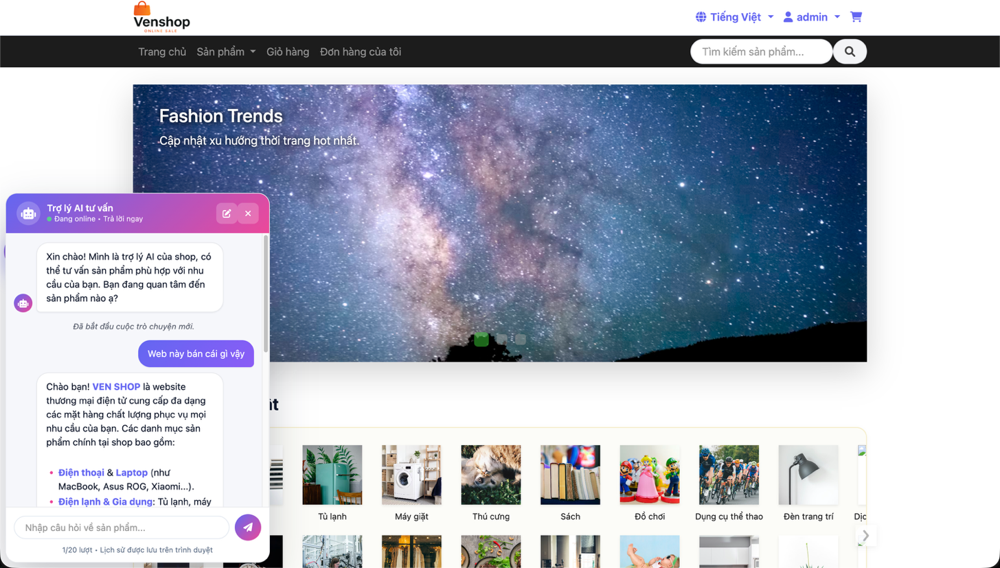 Venshop
ONLINE SALE
Tiếng Việt
admin
Trang chủ
Sản phẩm
Giỏ hàng
Đơn hàng của tôi
Tìm kiếm sản phẩm...
Fashion Trends
Cập nhật xu hướng thời trang hot nhất.
Trợ lý AI tư vấn
Đang online • Trả lời ngay
Xin chào! Mình là trợ lý AI của shop, có
thể tư vấn sản phẩm phù hợp với nhu
cầu của bạn. Bạn đang quan tâm đến
sản phẩm nào ạ?
Đã bắt đầu cuộc trò chuyện mới.
Web này bán cái gì vậy
Chào bạn! VEN SHOP là website
thương mại điện tử cung cấp đa dạng
các mặt hàng chất lượng phục vụ mọi
nhu cầu của bạn. Các danh mục sản
phẩm chính tại shop bao gồm:
• Điện thoại & Laptop (như
MacBook, Asus ROG, Xiaomi...).
• Điện lạnh & Gia dụng: Tủ lạnh, máy
Nhập câu hỏi về sản phẩm...
1/20 lượt • Lịch sử được lưu trên trình duyệt
Tủ lạnh
Máy giặt
Thú cưng
Sách
Đồ chơi
Dụng cụ thể thao
Đèn trang trí